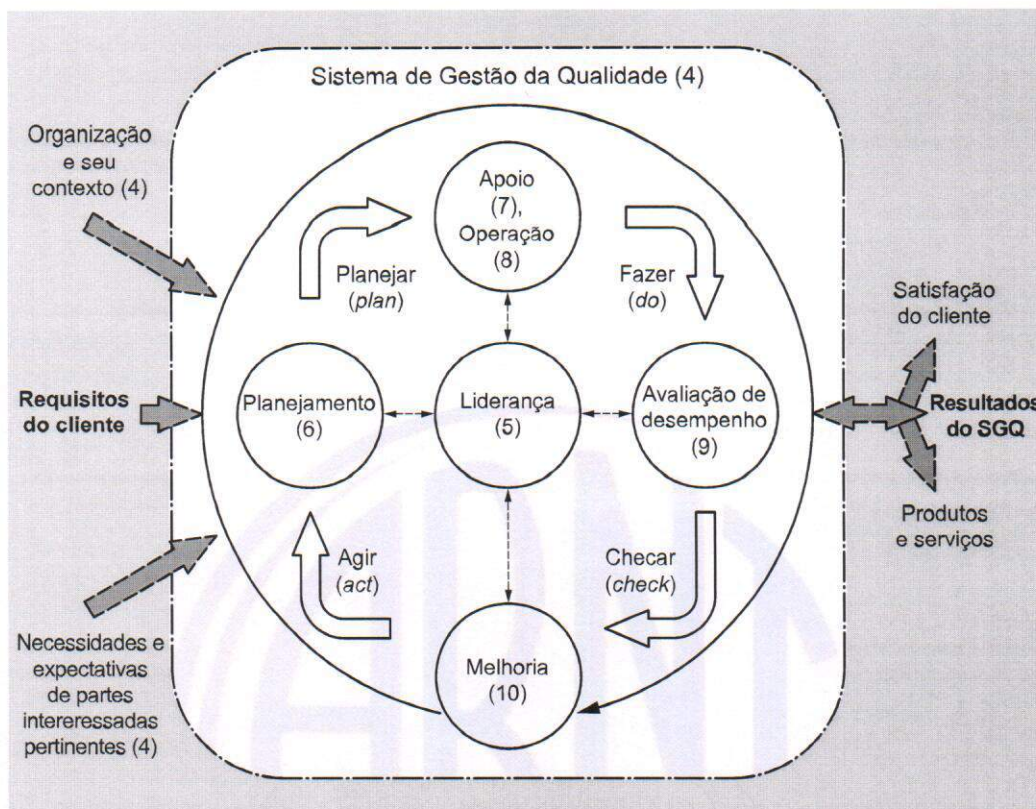 Sistema de Gestão da Qualidade (4)
Organização
e seu
contexto (4)
Apoio
(7),
Operação
(8)
Planejar
(plan)
Fazer
(do)
Satisfação
do cliente
Requisitos
do cliente
Planejamento
(6)
Liderança
(5)
Avaliação de
desempenho
(9)
Resultados
do SGQ
Produtos
e serviços
Agir
(act)
Checar
(check)
Necessidades e
expectativas
de partes
intereressadas
pertinentes (4)
Melhoria
(10)